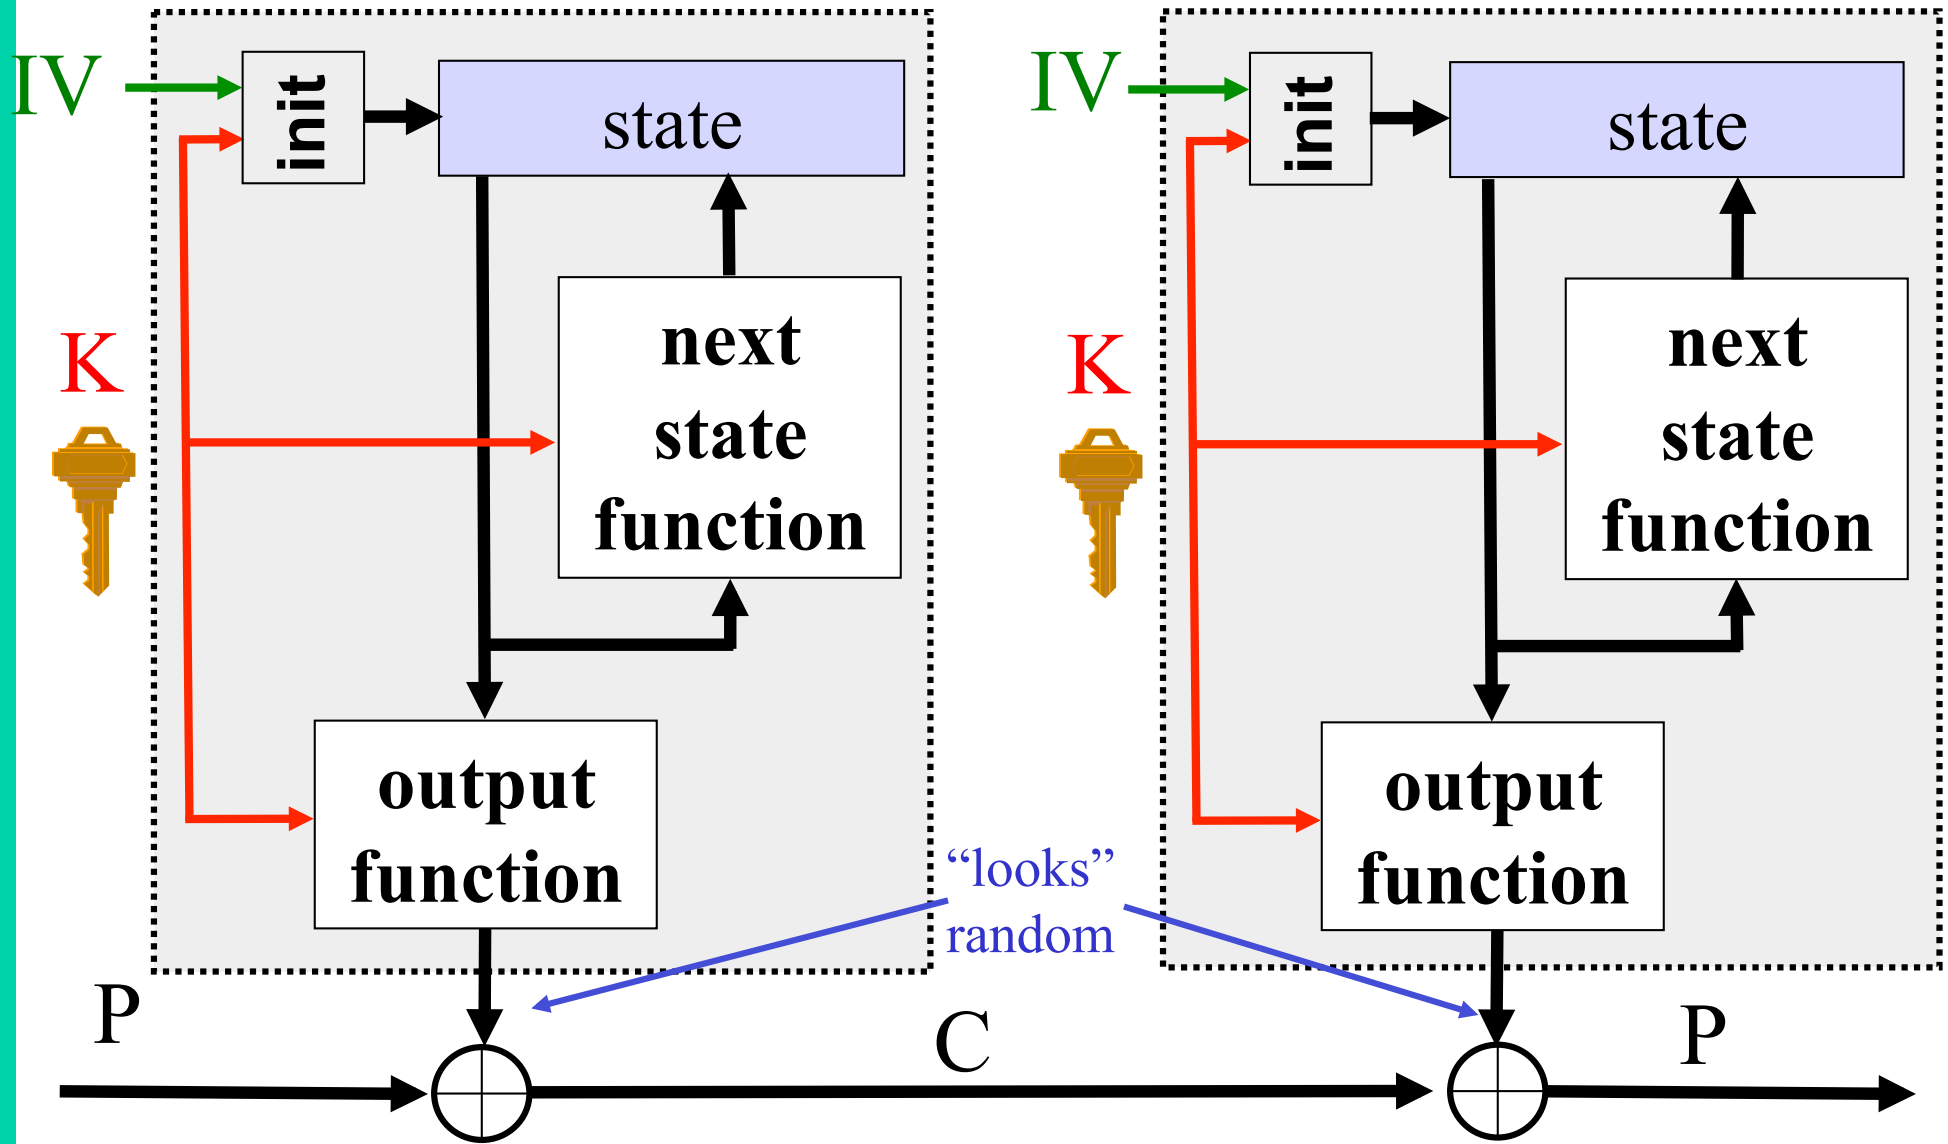 IV
init
state
K
next
state
function
output
function
P
“looks”
random
C
IV
init
state
K
next
state
function
output
function
P